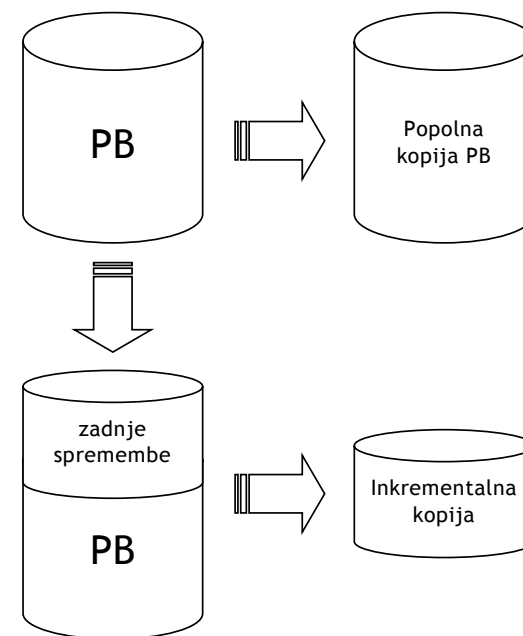 PB
Popolna
kopija PB
zadnje
spremembe
PB
Inkrementalna
kopija